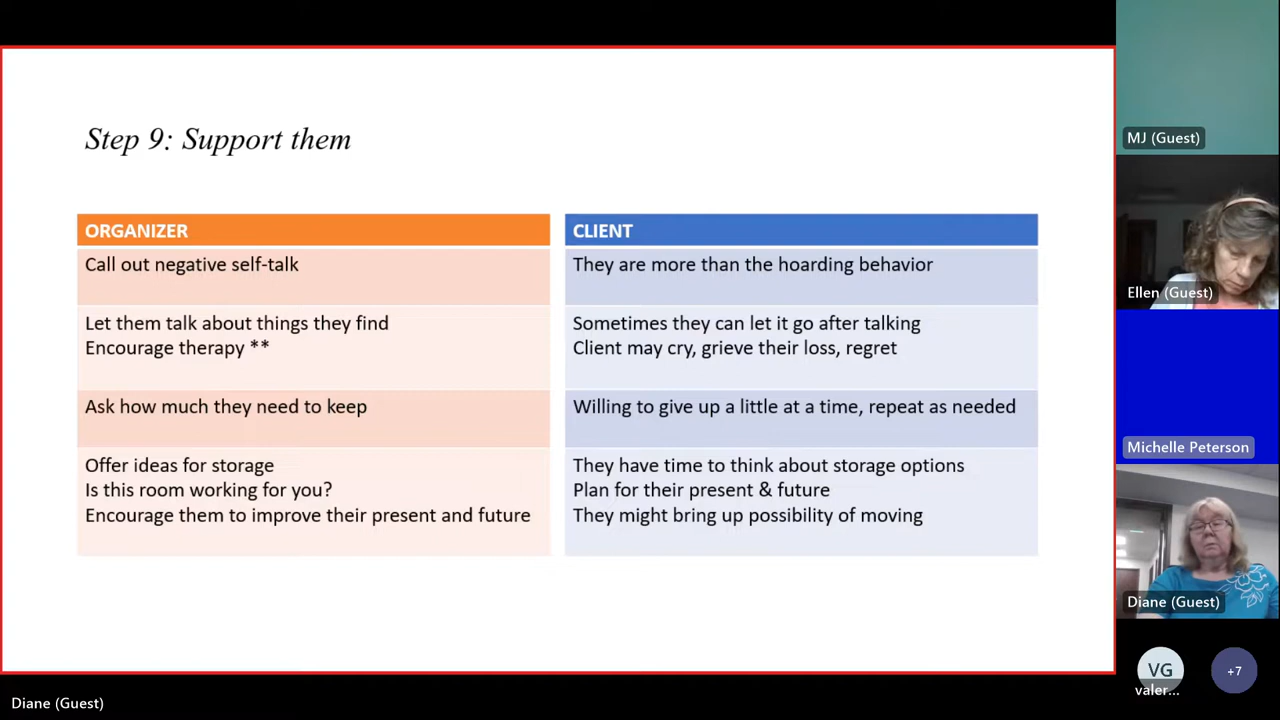 Step 9: Support them
ORGANIZER
CLIENT
Call out negative self-talk
They are more than the hoarding behavior
Let them talk about things they find
Encourage therapy **
Sometimes they can let it go after talking
Client may cry, grieve their loss, regret
Ask how much they need to keep
Willing to give up a little at a time, repeat as needed
Offer ideas for storage
Is this room working for you?
Encourage them to improve their present and future
They have time to think about storage options
Plan for their present & future
They might bring up possibility of moving
MJ (Guest)
Ellen (Guest)
Michelle Peterson
Diane (Guest)
VG
valer...
+7
Diane (Guest)